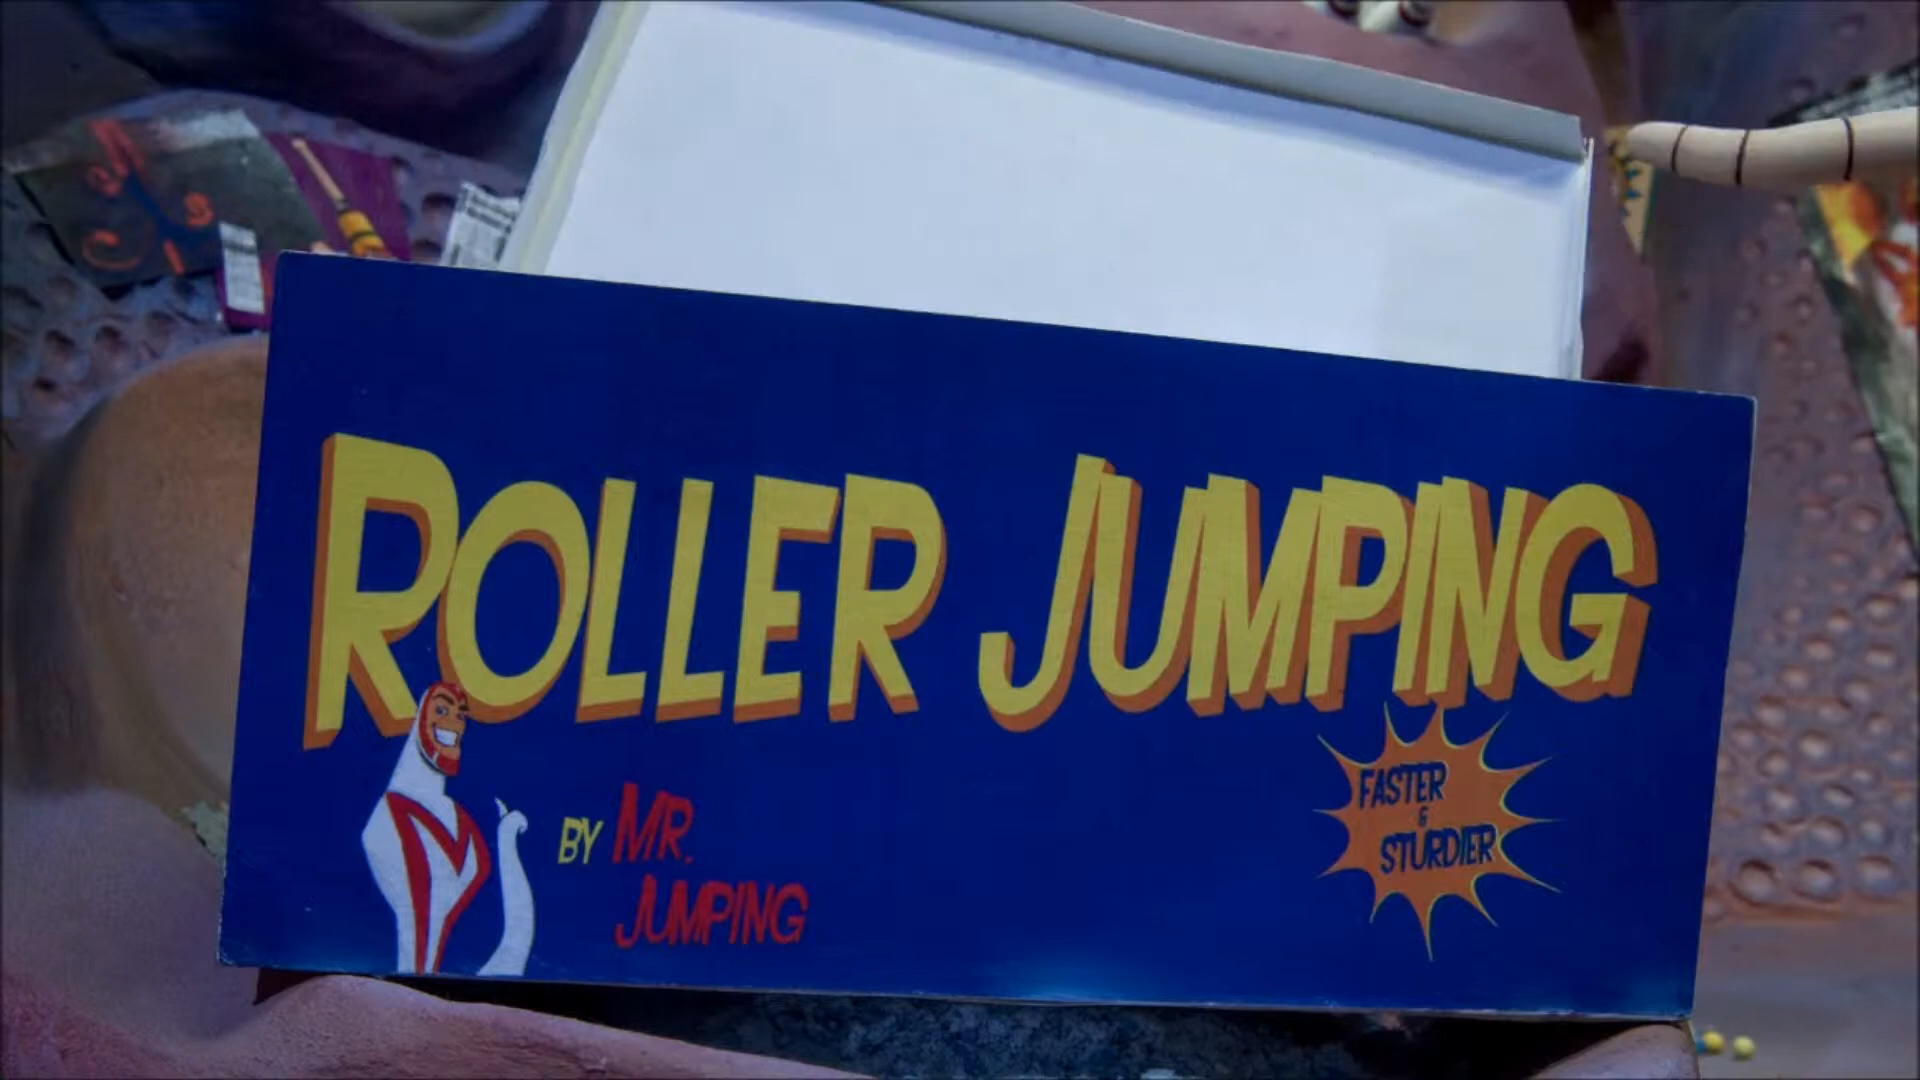 ROLLER JUMPING
BY MR.
JUMPING
FASTER
&
STURDIER